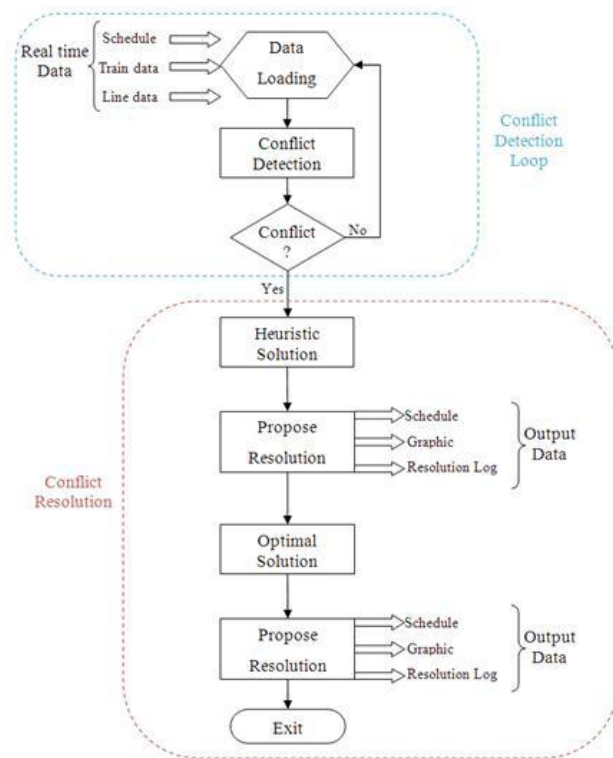 Real time
Data
Schedule
Train data
Line data
Data
Loading
Conflict
Detection
Conflict
Detection
Loop
Conflict
?
No
Yes
Heuristic
Solution
Propose
Resolution
Schedule
Graphic
Resolution Log
Output
Data
Conflict
Resolution
Optimal
Solution
Propose
Resolution
Schedule
Graphic
Resolution Log
Output
Data
Exit